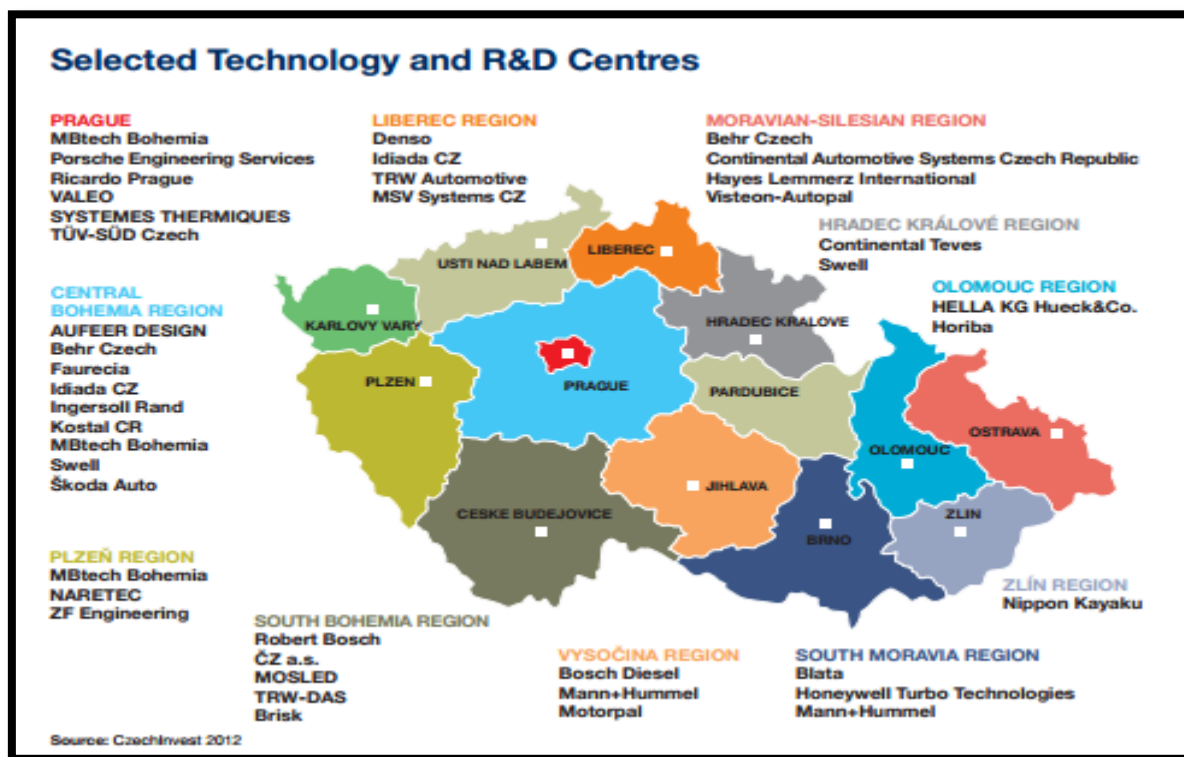 Selected Technology and R&D Centres
PRAGUE
MBtech Bohemia
Porsche Engineering Services
Ricardo Prague
VALEO
SYSTEMES THERMIQUES
TÜV-SÜD Czech
LIBEREC REGION
Denso
Idiada CZ
TRW Automotive
MSV Systems CZ
MORAVIAN-SILESIAN REGION
Behr Czech
Continental Automotive Systems Czech Republic
Hayes Lemmerz International
Visteon-Autopal
HRADEC KRÁLOVÉ REGION
Continental Teves
Swell
OLOMOUC REGION
HELLA KG Hueck&Co.
Horiba
CENTRAL
BOHEMIA REGION
AUFEER DESIGN
Behr Czech
Faurecia
Idiada CZ
Ingersoll Rand
Kostal CR
MBtech Bohemia
Swell
Škoda Auto
USTI NAD LABEM
LIBEREC
KARLOVY VARY
HRADEC KRALOVE
PLZEN
PRAGUE
PARDUBICE
OSTRAVA
OLOMOUC
JIHLAVA
CESKE BUDEJOVICE
ZLIN
BRNO
PLZEŇ REGION
MBtech Bohemia
NARETEC
ZF Engineering
ZLÍN REGION
Nippon Kayaku
SOUTH BOHEMIA REGION
Robert Bosch
ČZ a.s.
MOSLED
TRW-DAS
Brisk
VYSOČINA REGION
Bosch Diesel
Mann+Hummel
Motorpal
SOUTH MORAVIA REGION
Blata
Honeywell Turbo Technologies
Mann+Hummel
Source: CzechInvest 2012